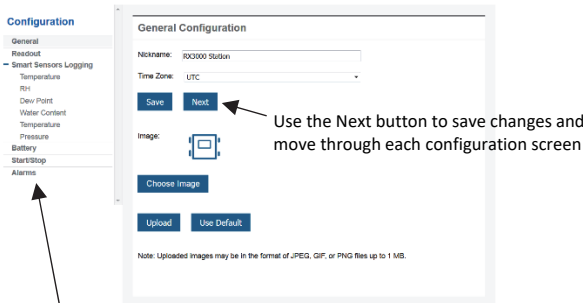 Configuration
General
Readout
Smart Sensors Logging
Temperature
RH
Dew Point
Water Content
Temperature
Pressure
Battery
Start/Stop
Alarms
General Configuration
Nickname: RX3000 Station
Time Zone: UTC
Save Next
Use the Next button to save changes and
move through each configuration screen
Image:
Choose Image
Upload Use Default
Note: Uploaded images may be in the format of JPEG, GIF, or PNG files up to 1 MB.